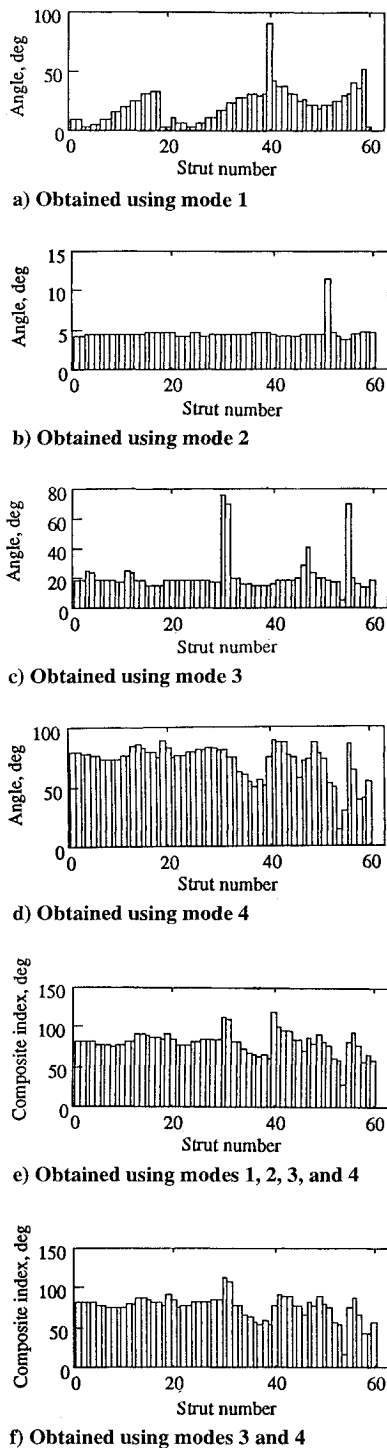 100
50
0
Angle, deg
0 20 40 60
Strut number
a) Obtained using mode 1
15
10
5
0
Angle, deg
0 20 40 60
Strut number
b) Obtained using mode 2
80
60
40
20
0
Angle, deg
0 20 40 60
Strut number
c) Obtained using mode 3
100
50
0
Angle, deg
0 20 40 60
Strut number
d) Obtained using mode 4
150
100
50
0
Composite index, deg
0 20 40 60
Strut number
e) Obtained using modes 1, 2, 3, and 4
150
100
50
0
Composite index, deg
0 20 40 60
Strut number
f) Obtained using modes 3 and 4